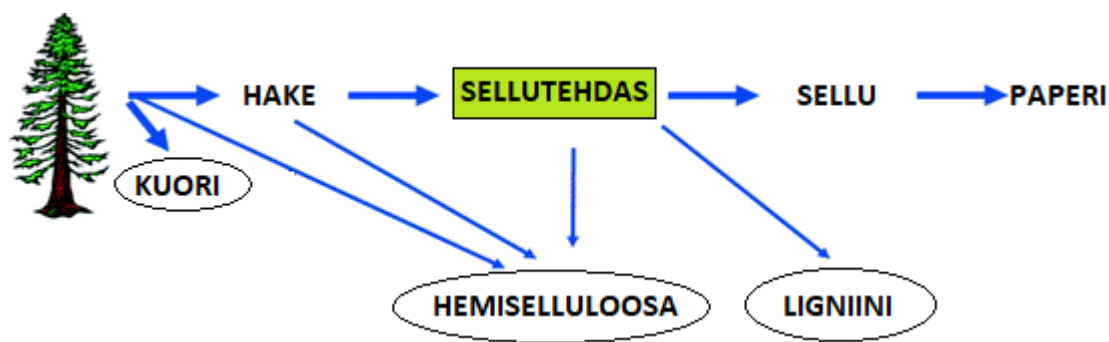 HAKE
SELLUTEHDAS
SELLU
PAPERI
KUORI
HEMISELLULOOSA
LIGNIINI